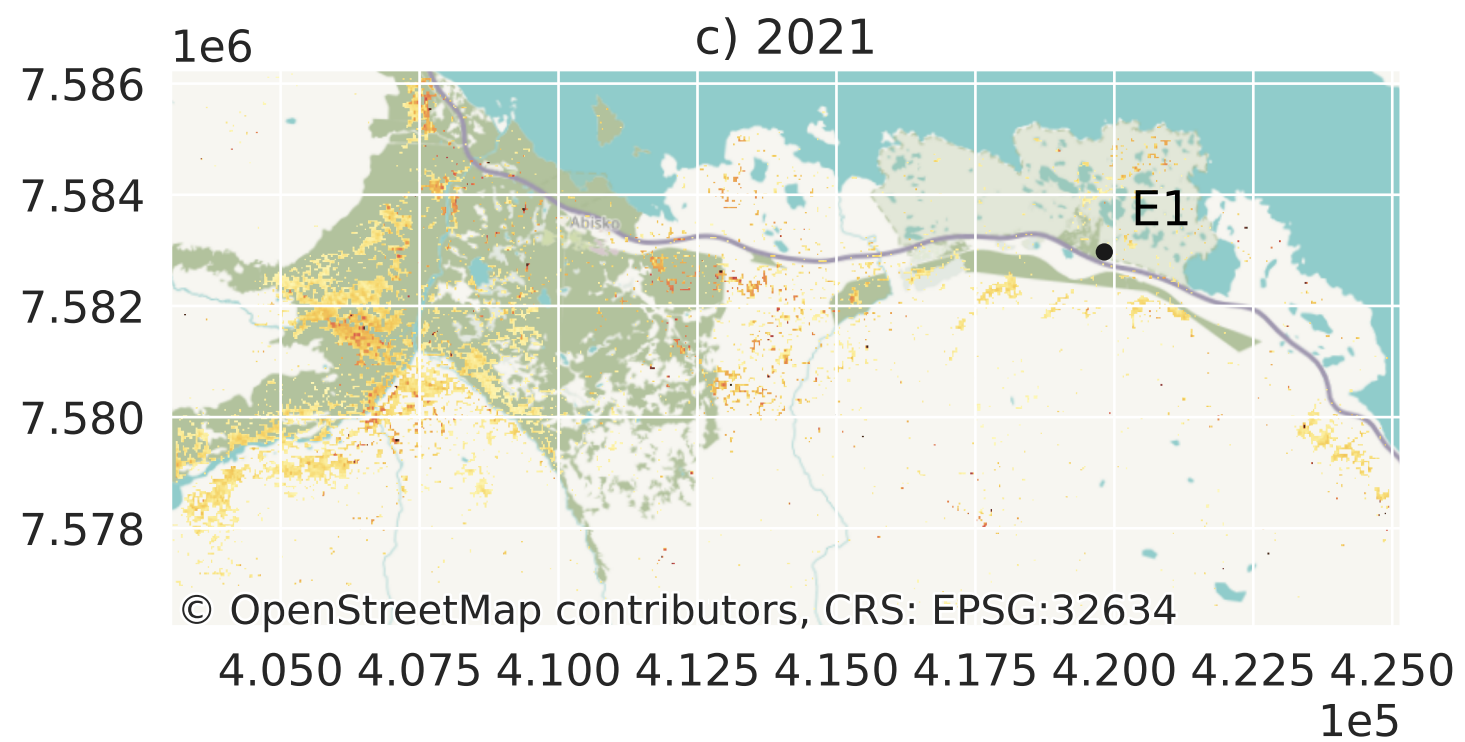 c) 2021
1e6
7.586
7.584
E1
Abisko
7.582
7.580
7.578
© OpenStreetMap contributors, CRS: EPSG:32634
4.050 4.075 4.100 4.125 4.150 4.175 4.200 4.225 4.250
1e5